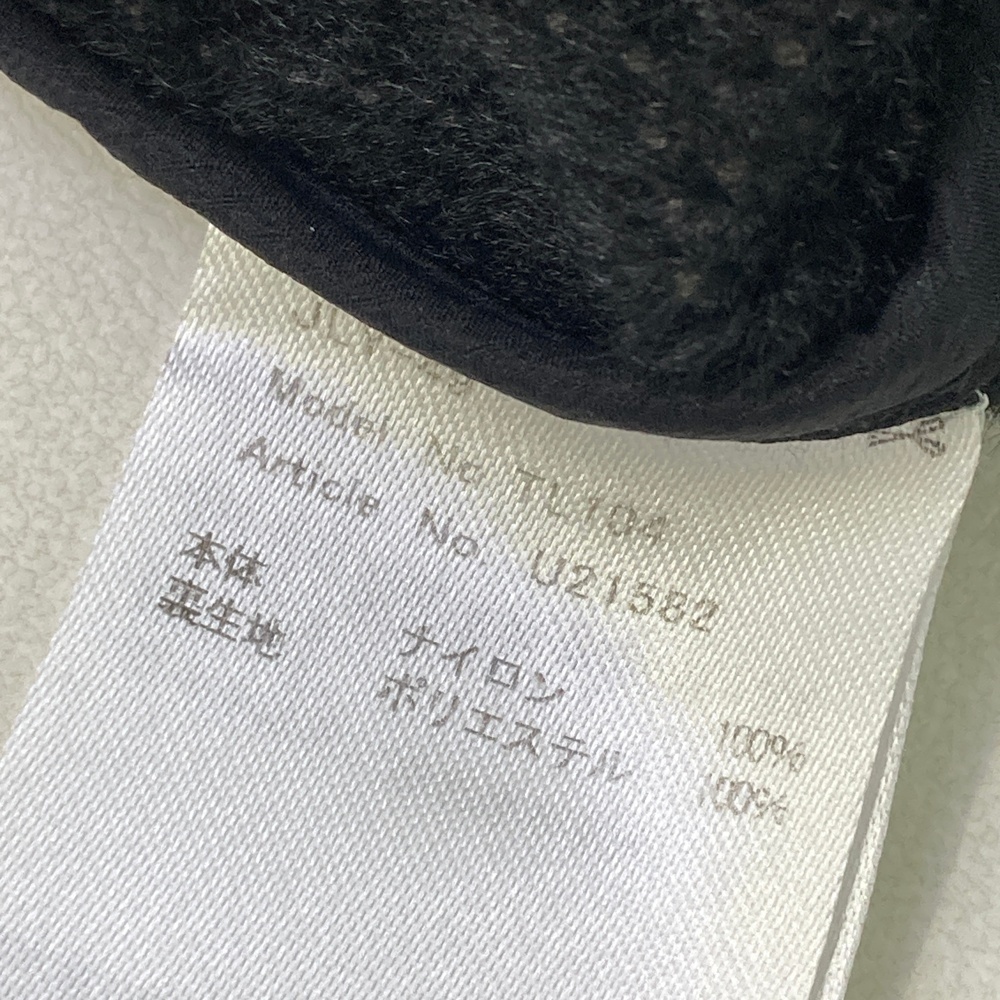 Model No. TL104
Article No. U21582
本体 ナイロン 100%
裏生地 ポリエステル 100%